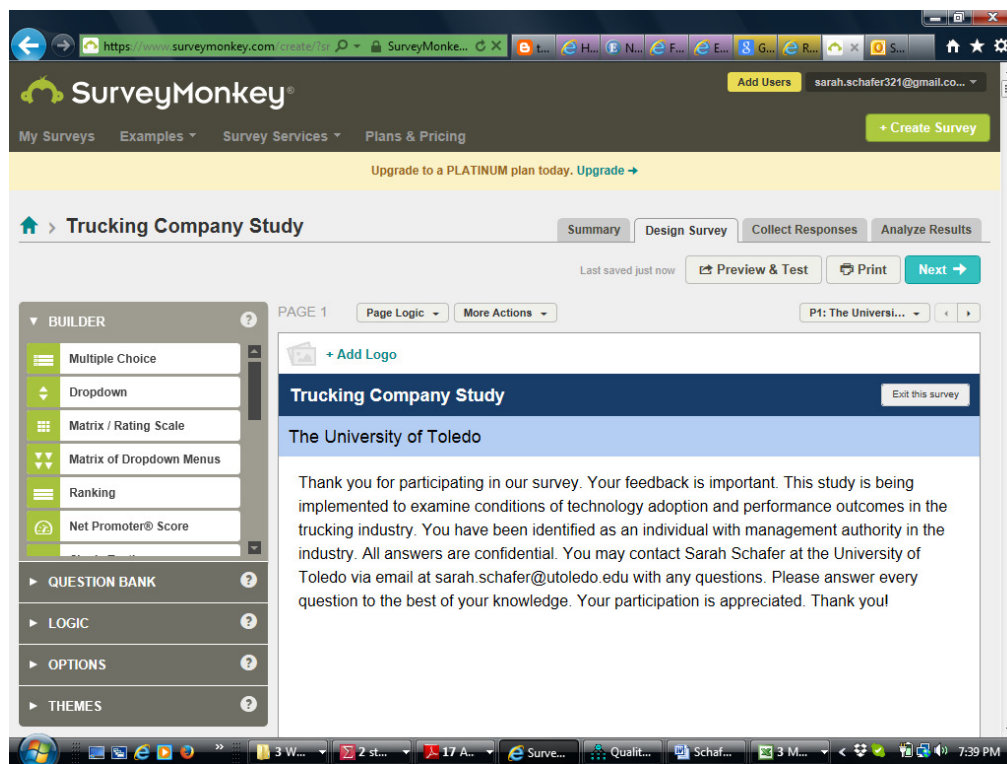 https://www.surveymonkey.com/create/?sr SurveyMonke... t... H... N... F... E... G... R... S...
SurveyMonkey®
Add Users sarah.schafer321@gmail.co...
My Surveys Examples Survey Services Plans & Pricing
+ Create Survey
Upgrade to a PLATINUM plan today. Upgrade →
> Trucking Company Study
Summary Design Survey Collect Responses Analyze Results
Last saved just now Preview & Test Print Next →
BUILDER ?
PAGE 1 Page Logic More Actions P1: The Universi...
Multiple Choice
+ Add Logo
Dropdown
Trucking Company Study Exit this survey
Matrix / Rating Scale
The University of Toledo
Matrix of Dropdown Menus
Ranking
Net Promoter® Score
Thank you for participating in our survey. Your feedback is important. This study is being
implemented to examine conditions of technology adoption and performance outcomes in the
trucking industry. You have been identified as an individual with management authority in the
industry. All answers are confidential. You may contact Sarah Schafer at the University of
Toledo via email at sarah.schafer@utoledo.edu with any questions. Please answer every
question to the best of your knowledge. Your participation is appreciated. Thank you!
QUESTION BANK ?
LOGIC ?
OPTIONS ?
THEMES ?
3 W... 2 st... 17 A... Surve... Qualit... Schaf... 3 M... 7:39 PM